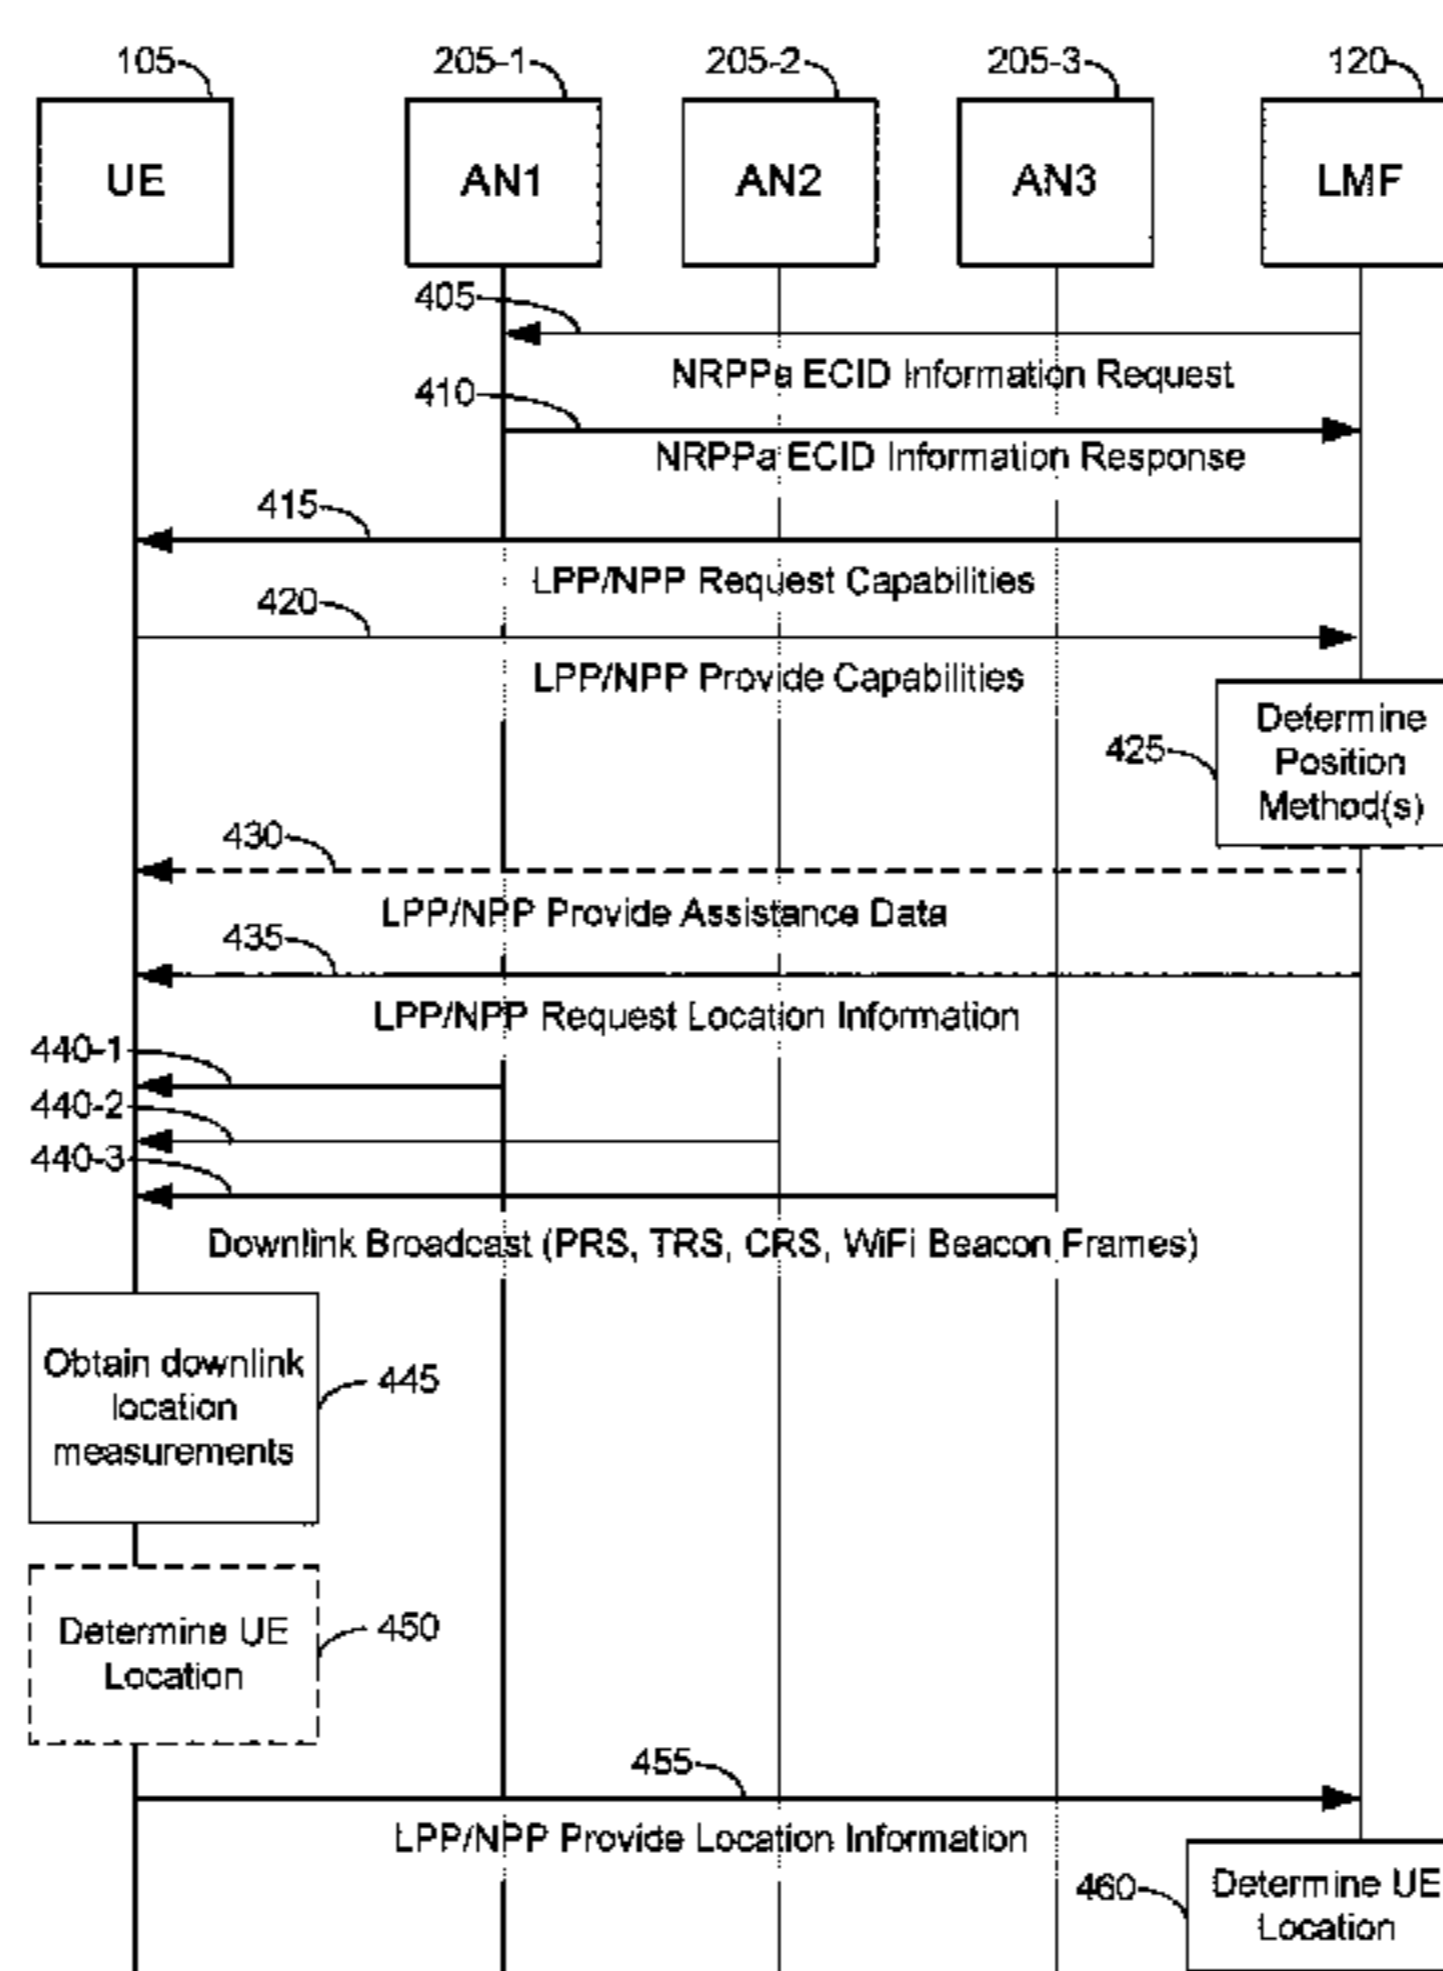 105 205-1 205-2 205-3 120
UE AN1 AN2 AN3 LMF
405
NRPPa ECID Information Request
410
NRPPa ECID Information Response
415
LPP/NPP Request Capabilities
420
LPP/NPP Provide Capabilities
Determine
Position
Method(s)
425
430
LPP/NPP Provide Assistance Data
435
LPP/NPP Request Location Information
440-1
440-2
440-3
Downlink Broadcast (PRS, TRS, CRS, WiFi Beacon Frames)
Obtain downlink
location
measurements
445
Determine UE
Location
450
455
LPP/NPP Provide Location Information
460
Determine UE
Location